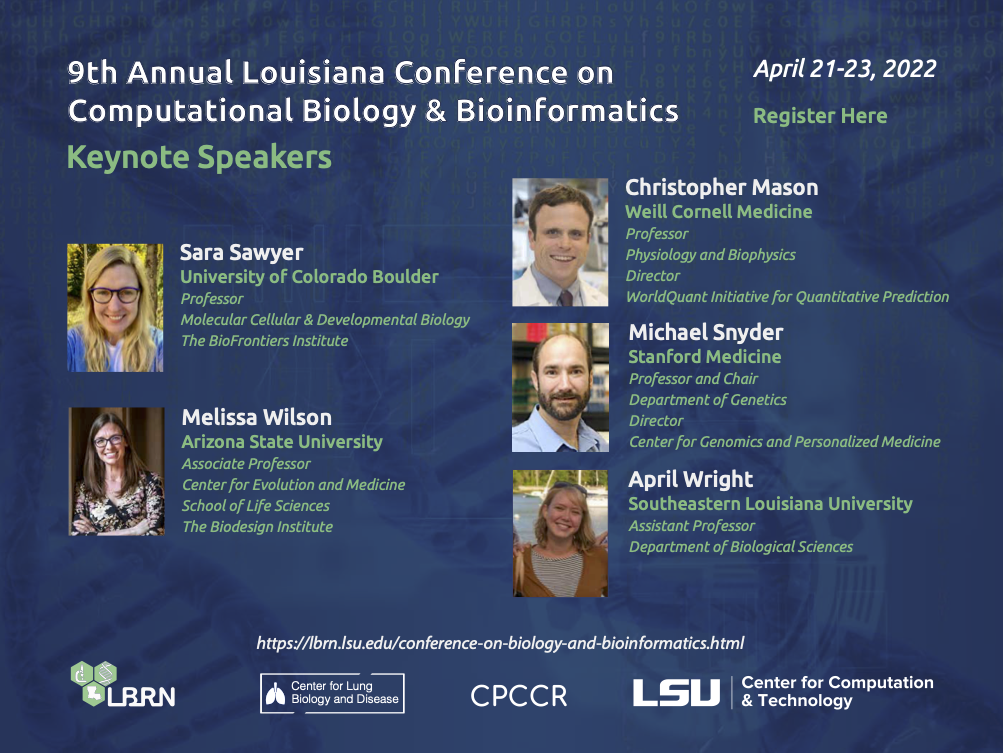 9th Annual Louisiana Conference on
Computational Biology & Bioinformatics
April 21-23, 2022
Register Here
Keynote Speakers
Sara Sawyer
University of Colorado Boulder
Professor
Molecular Cellular & Developmental Biology
The BioFrontiers Institute
Melissa Wilson
Arizona State University
Associate Professor
Center for Evolution and Medicine
School of Life Sciences
The Biodesign Institute
Christopher Mason
Weill Cornell Medicine
Professor
Physiology and Biophysics
Director
WorldQuant Initiative for Quantitative Prediction
Michael Snyder
Stanford Medicine
Professor and Chair
Department of Genetics
Director
Center for Genomics and Personalized Medicine
April Wright
Southeastern Louisiana University
Assistant Professor
Department of Biological Sciences
https://lbrn.lsu.edu/conference-on-biology-and-bioinformatics.html
LBRN
Center for Lung
Biology and Disease
CPCCR
LSU
Center for Computation
& Technology